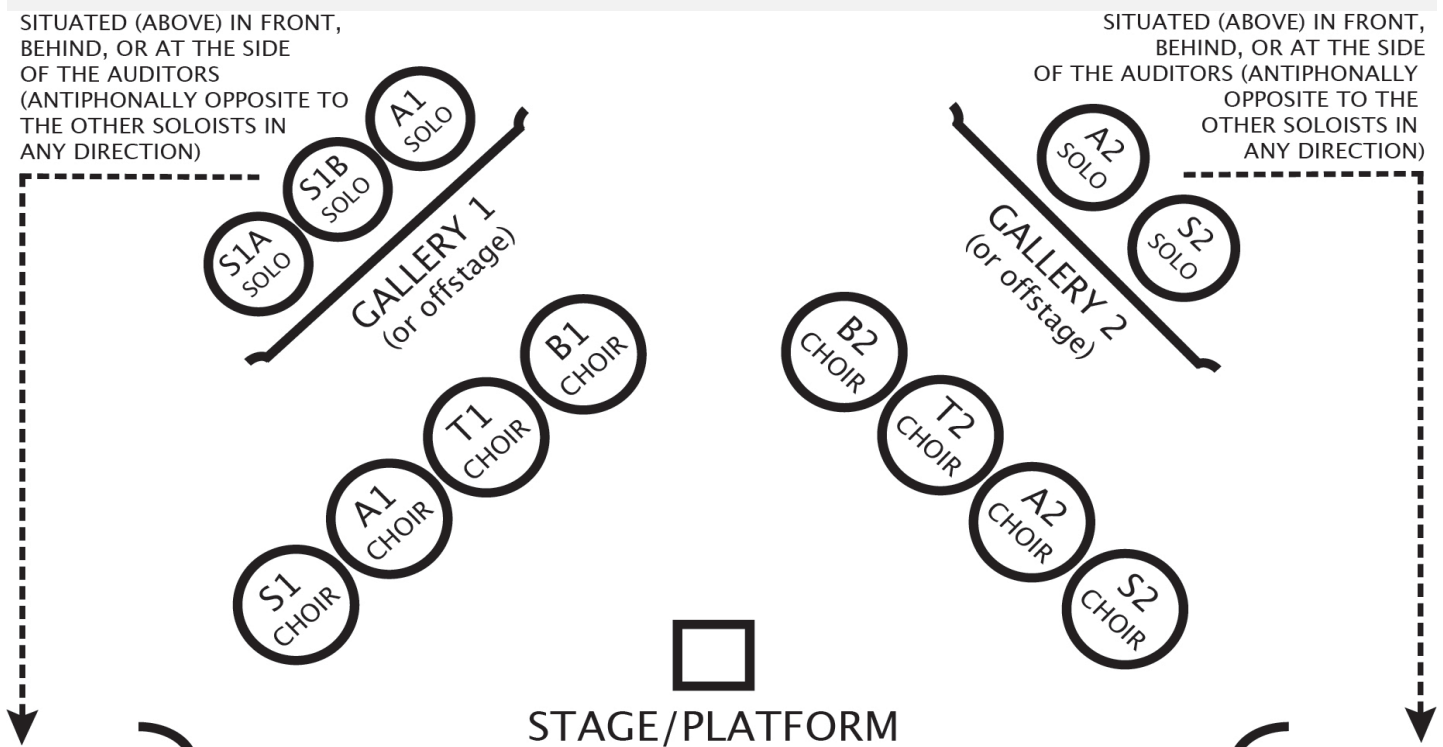 SITUATED (ABOVE) IN FRONT,
BEHIND, OR AT THE SIDE
OF THE AUDITORS
(ANTIPHONALLY OPPOSITE TO
THE OTHER SOLOISTS IN
ANY DIRECTION)
SITUATED (ABOVE) IN FRONT,
BEHIND, OR AT THE SIDE
OF THE AUDITORS (ANTIPHONALLY
OPPOSITE TO THE
OTHER SOLOISTS IN
ANY DIRECTION)
S1A
SOLO
S1B
SOLO
A1
SOLO
GALLERY 1
(or offstage)
A2
SOLO
S2
SOLO
GALLERY 2
(or offstage)
S1
CHOIR
A1
CHOIR
T1
CHOIR
B1
CHOIR
B2
CHOIR
T2
CHOIR
A2
CHOIR
S2
CHOIR
STAGE/PLATFORM